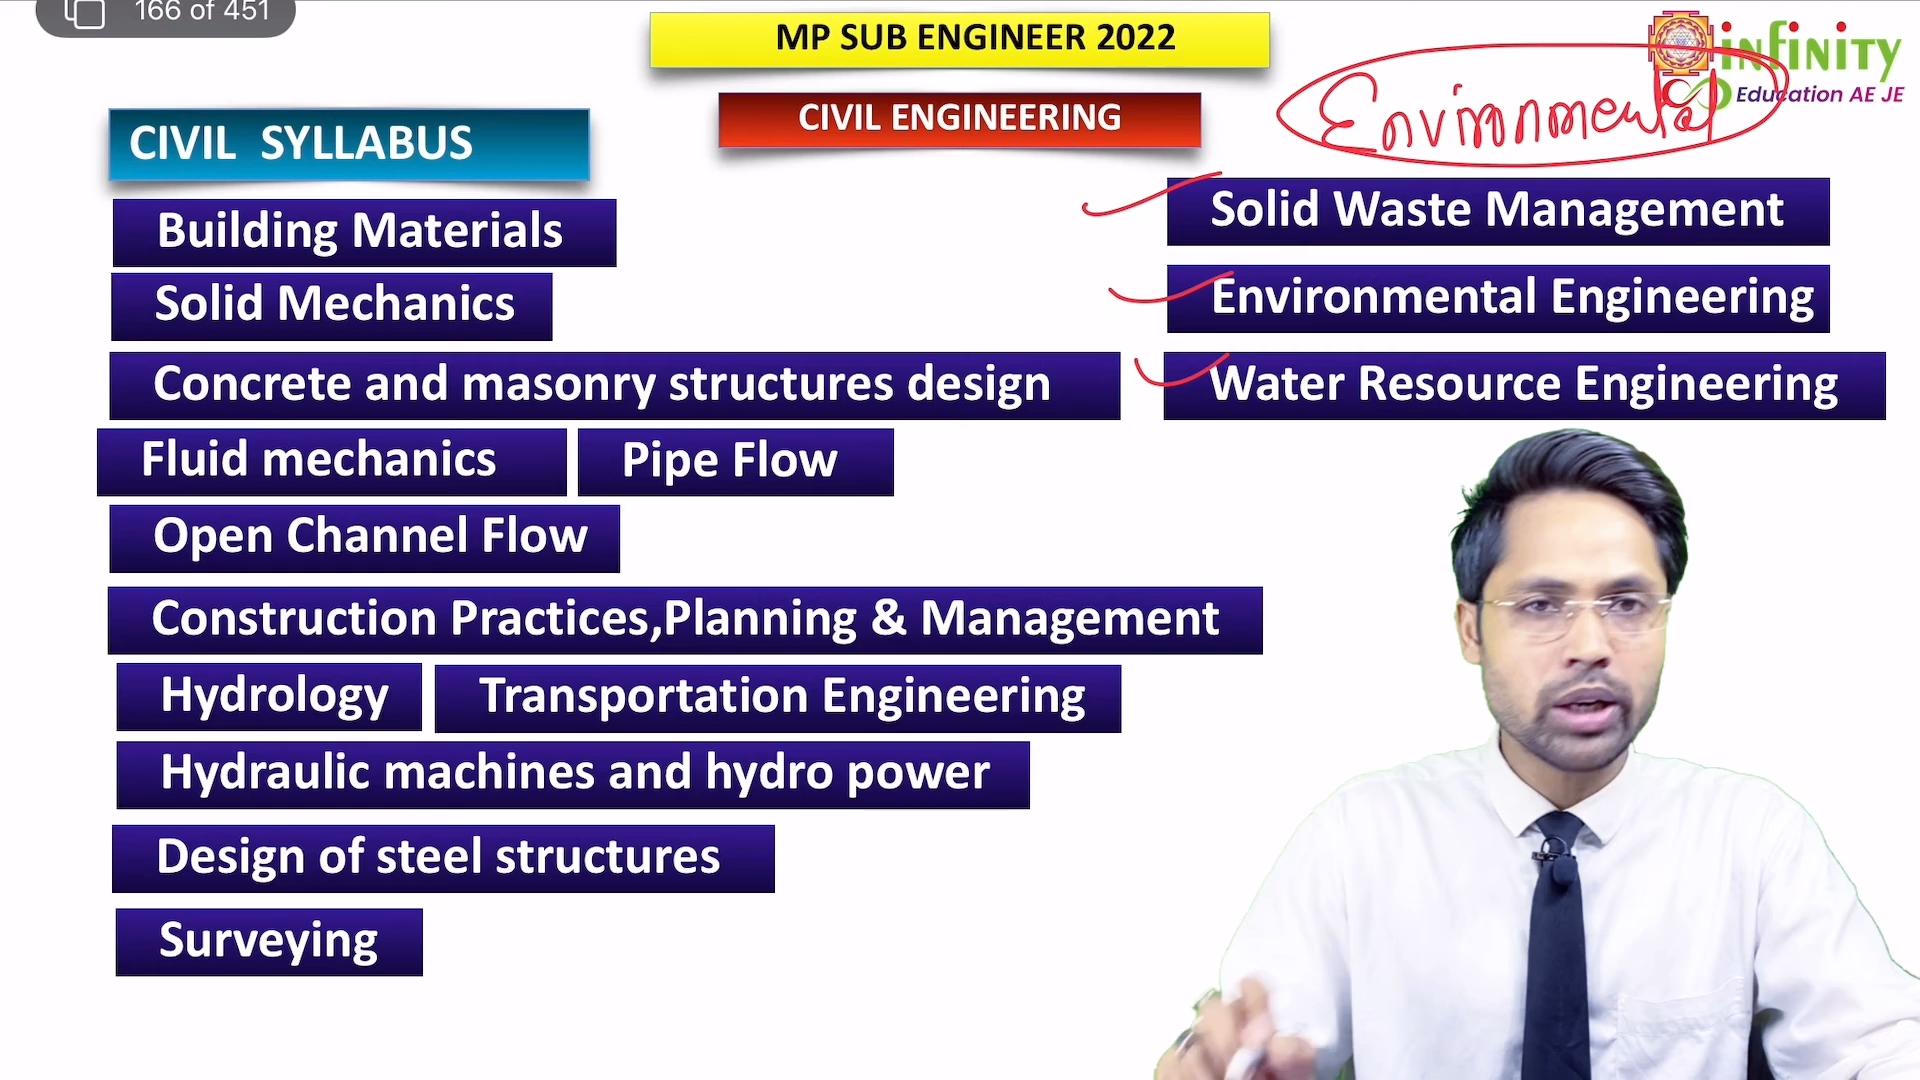 166 of 451
MP SUB ENGINEER 2022
infinity
Education AE JE
CIVIL ENGINEERING
Environmental
CIVIL SYLLABUS
Building Materials
Solid Mechanics
Concrete and masonry structures design
Fluid mechanics
Pipe Flow
Open Channel Flow
Construction Practices,Planning & Management
Hydrology
Transportation Engineering
Hydraulic machines and hydro power
Design of steel structures
Surveying
Solid Waste Management
Environmental Engineering
Water Resource Engineering